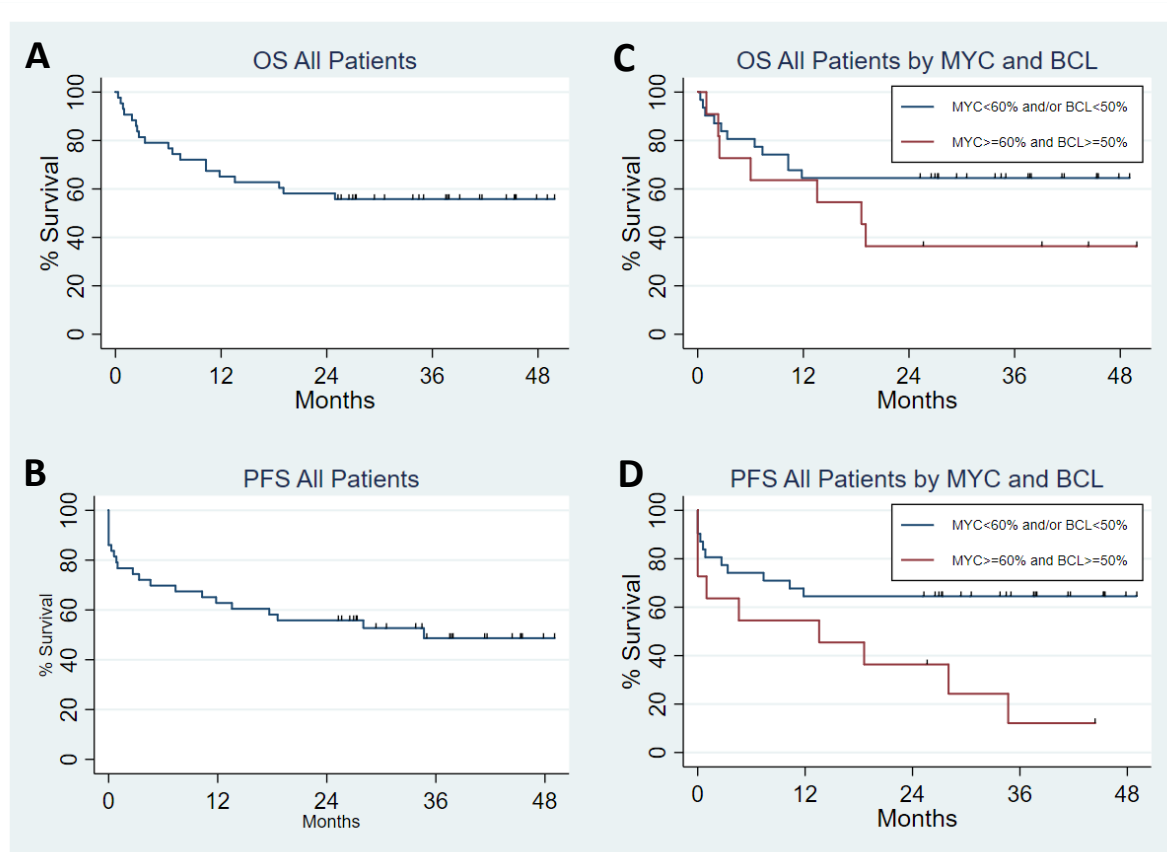 A
OS All Patients
% Survival
100
80
60
40
20
0
0 12 24 36 48
Months
C
OS All Patients by MYC and BCL
MYC<60% and/or BCL<50%
MYC>=60% and BCL>=50%
% Survival
100
80
60
40
20
0
0 12 24 36 48
Months
B
PFS All Patients
% Survival
100
80
60
40
20
0
0 12 24 36 48
Months
D
PFS All Patients by MYC and BCL
MYC<60% and/or BCL<50%
MYC>=60% and BCL>=50%
% Survival
100
80
60
40
20
0
0 12 24 36 48
Months